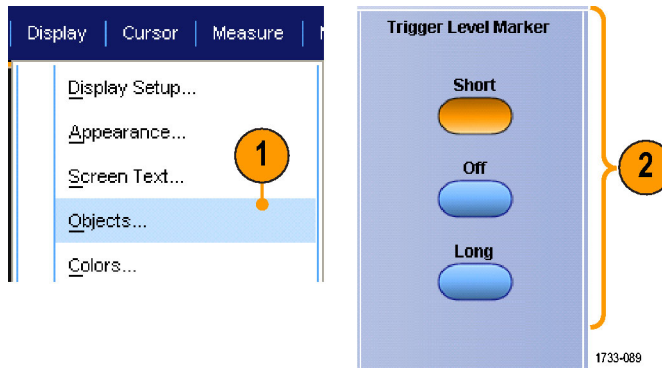 Display | Cursor | Measure |
Display Setup...
Appearance...
Screen Text...
Objects...
Colors...
1
Trigger Level Marker
Short
Off
Long
2
1733-089